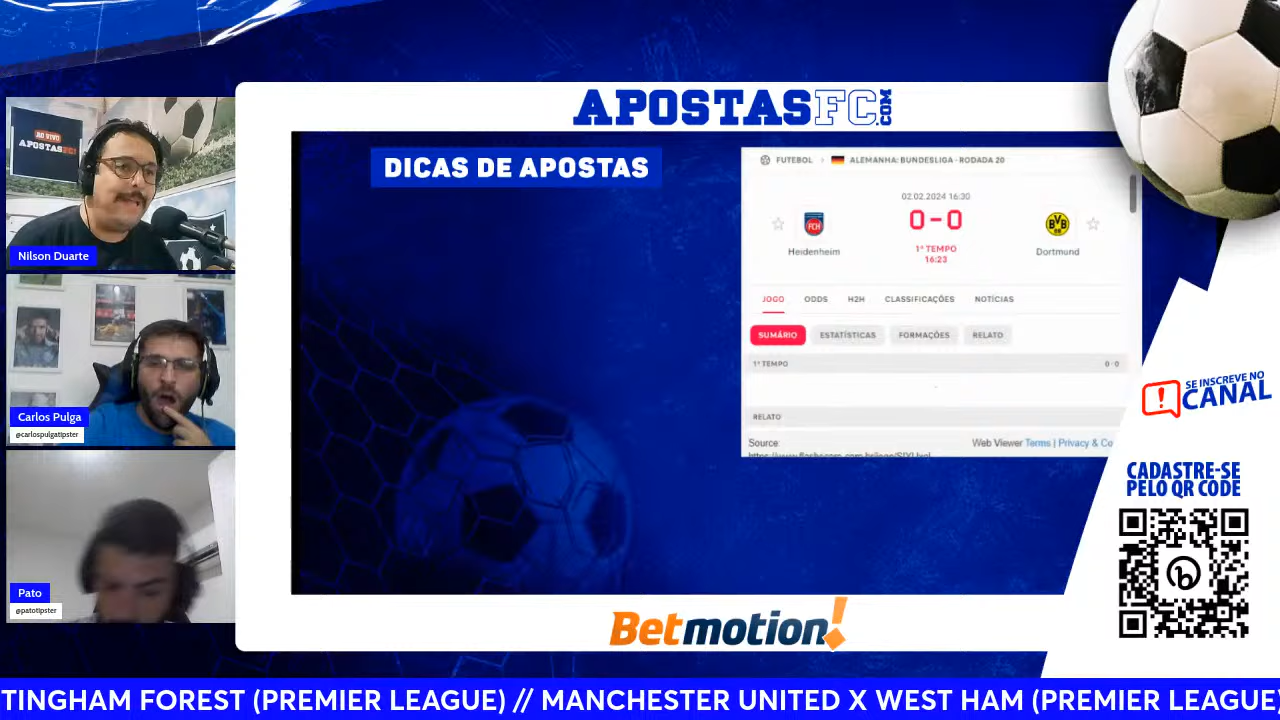 APOSTASFC.COM
DICAS DE APOSTAS
AO VIVO
APOSTASFC!
Nilson Duarte
Carlos Pulga
@carlospulgatipster
Pato
@patotipster
FUTEBOL › ALEMANHA: BUNDESLIGA - RODADA 20
02.02.2024 16:30
0 - 0
Heidenheim
Dortmund
1º TEMPO
16:23
JOGO ODDS H2H CLASSIFICAÇÕES NOTÍCIAS
SUMÁRIO ESTATÍSTICAS FORMAÇÕES RELATO
1º TEMPO 0 - 0
RELATO
Source:
Web Viewer Terms | Privacy & Co
SE INSCREVE NO
CANAL
CADASTRE-SE
PELO QR CODE
Betmotion!
TINGHAM FOREST (PREMIER LEAGUE) // MANCHESTER UNITED X WEST HAM (PREMIER LEAGUE)